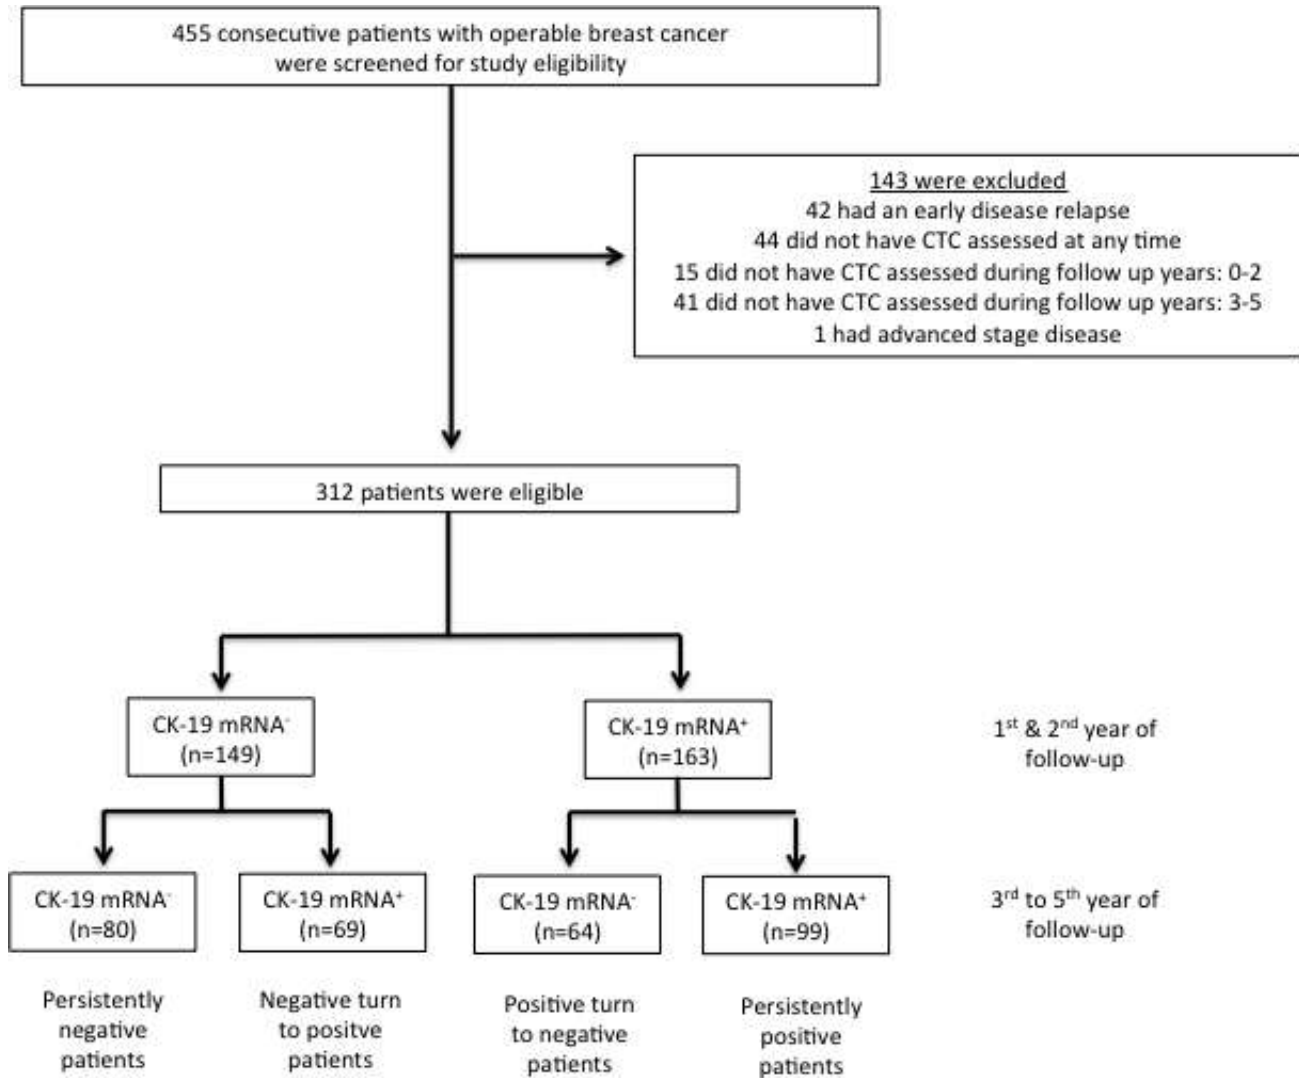 455 consecutive patients with operable breast cancer
were screened for study eligibility
143 were excluded
42 had an early disease relapse
44 did not have CTC assessed at any time
15 did not have CTC assessed during follow up years: 0-2
41 did not have CTC assessed during follow up years: 3-5
1 had advanced stage disease
312 patients were eligible
CK-19 mRNA⁻
(n=149)
CK-19 mRNA⁺
(n=163)
1st & 2nd year of
follow-up
CK-19 mRNA⁻
(n=80)
CK-19 mRNA⁺
(n=69)
CK-19 mRNA⁻
(n=64)
CK-19 mRNA⁺
(n=99)
3rd to 5th year of
follow-up
Persistently
negative
patients
Negative turn
to positve
patients
Positive turn
to negative
patients
Persistently
positive
patients